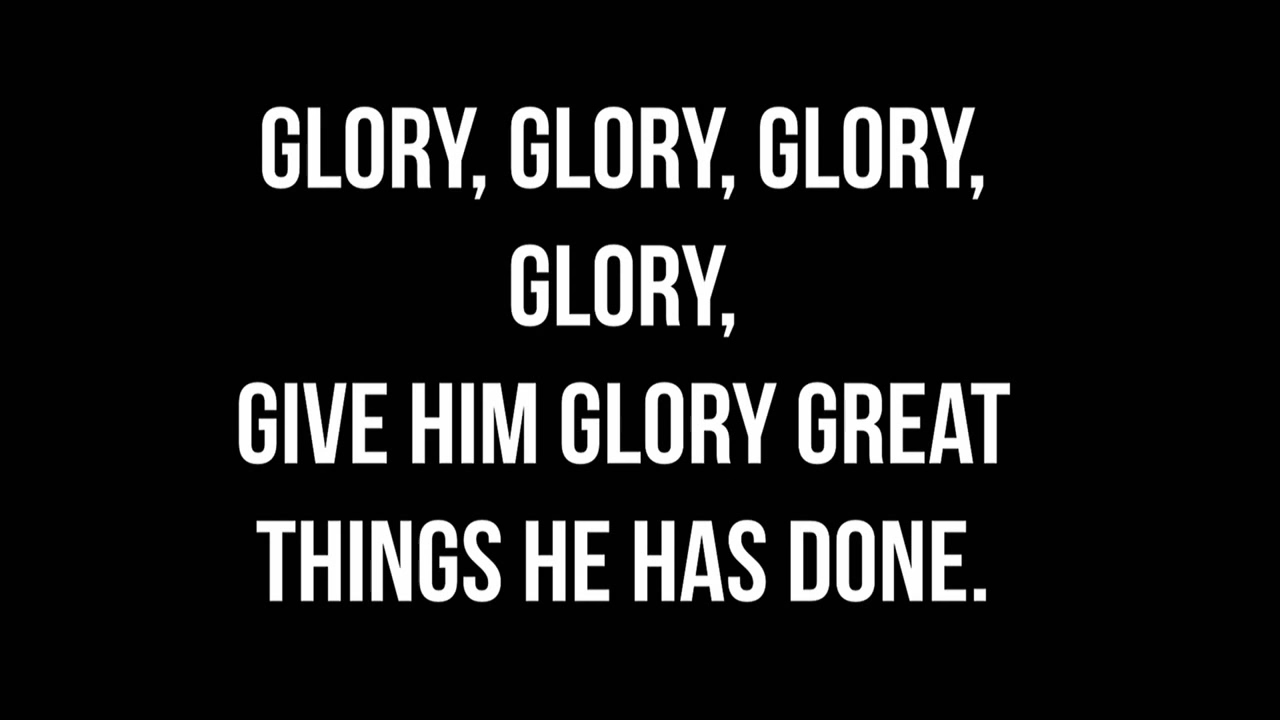 GLORY, GLORY, GLORY,
GLORY,
GIVE HIM GLORY GREAT
THINGS HE HAS DONE.